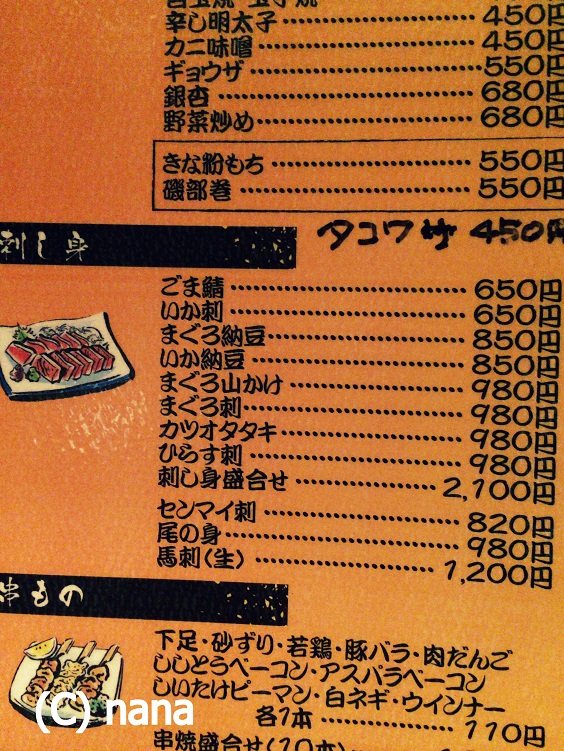 辛し明太子 450円
カニ味噌 450円
ギョウザ 550円
銀杏 680円
野菜炒め 680円
きな粉もち 550円
磯部巻 550円
タコワサ 450円
刺し身
ごま鯖 650円
いか刺 650円
まぐろ納豆 850円
いか納豆 850円
まぐろ山かけ 980円
まぐろ刺 980円
カツオタタキ 980円
ひらす刺 980円
刺し身盛合せ 2,100円
センマイ刺 820円
尾の身 980円
馬刺(生) 1,200円
串もの
下足・砂ずり・若鶏・豚バラ・肉だんご
ししとうベーコン・アスパラベーコン
しいたけピーマン・白ネギ・ウインナー
各1本 110円
串焼盛合せ(10本)
(C) nana